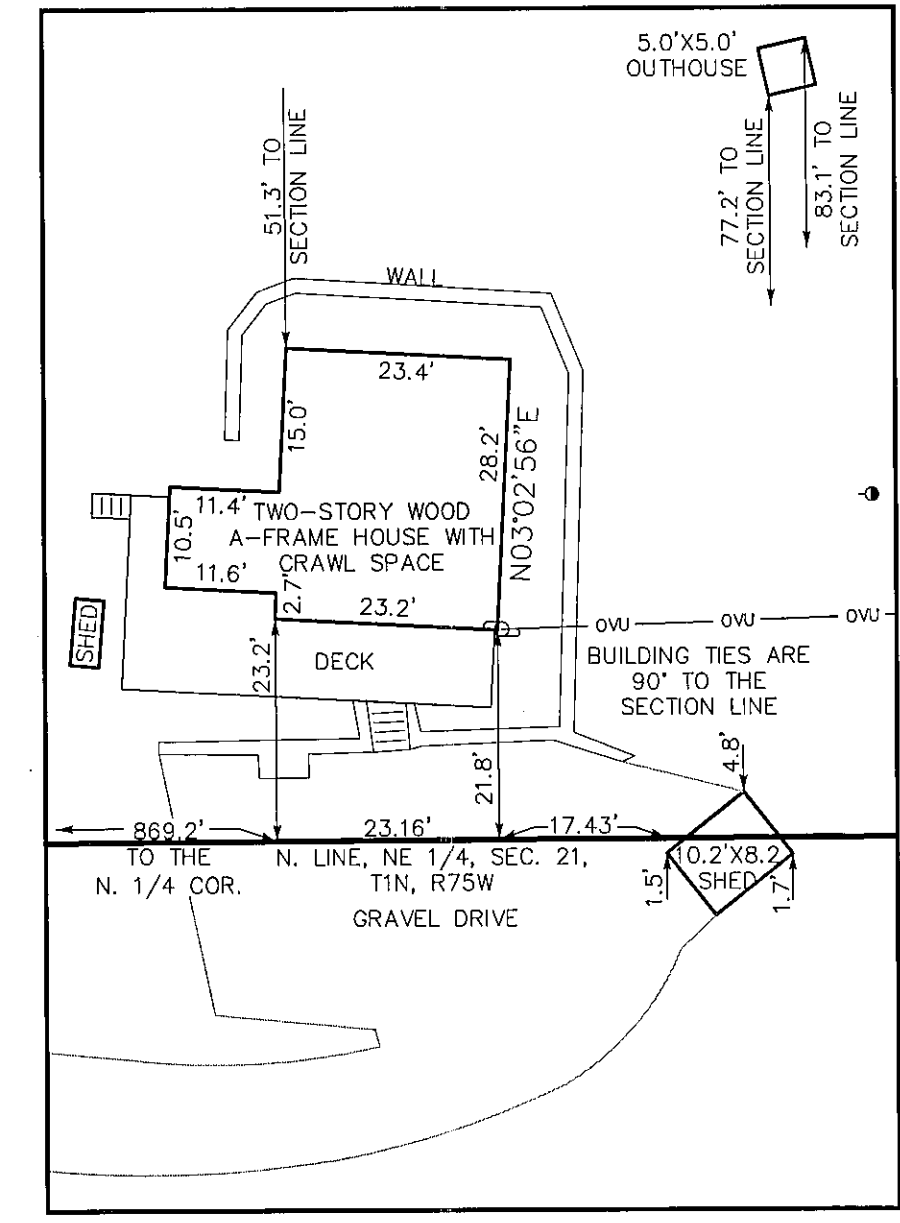 5.0'X5.0'
OUTHOUSE
51.3' TO
SECTION LINE
77.2' TO
SECTION LINE
83.1' TO
SECTION LINE
WALL
23.4'
15.0'
28.2'
N03°02'56"E
11.4'
TWO-STORY WOOD
A-FRAME HOUSE WITH
CRAWL SPACE
10.5'
11.6'
2.7'
23.2'
SHED
23.2'
DECK
OVU OVU OVU
BUILDING TIES ARE
90° TO THE
SECTION LINE
21.8'
4.8'
869.2'
TO THE
N. 1/4 COR.
23.16'
17.43'
N. LINE, NE 1/4, SEC. 21,
T1N, R75W
GRAVEL DRIVE
10.2'X8.2
SHED
1.5'
1.7'